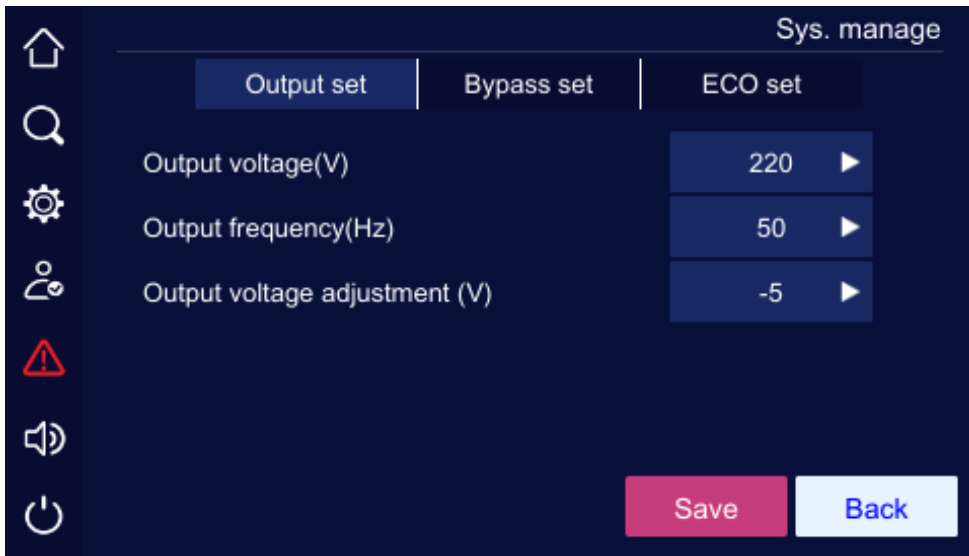 Sys. manage
Output set Bypass set ECO set
Output voltage(V) 220
Output frequency(Hz) 50
Output voltage adjustment (V) -5
Save Back